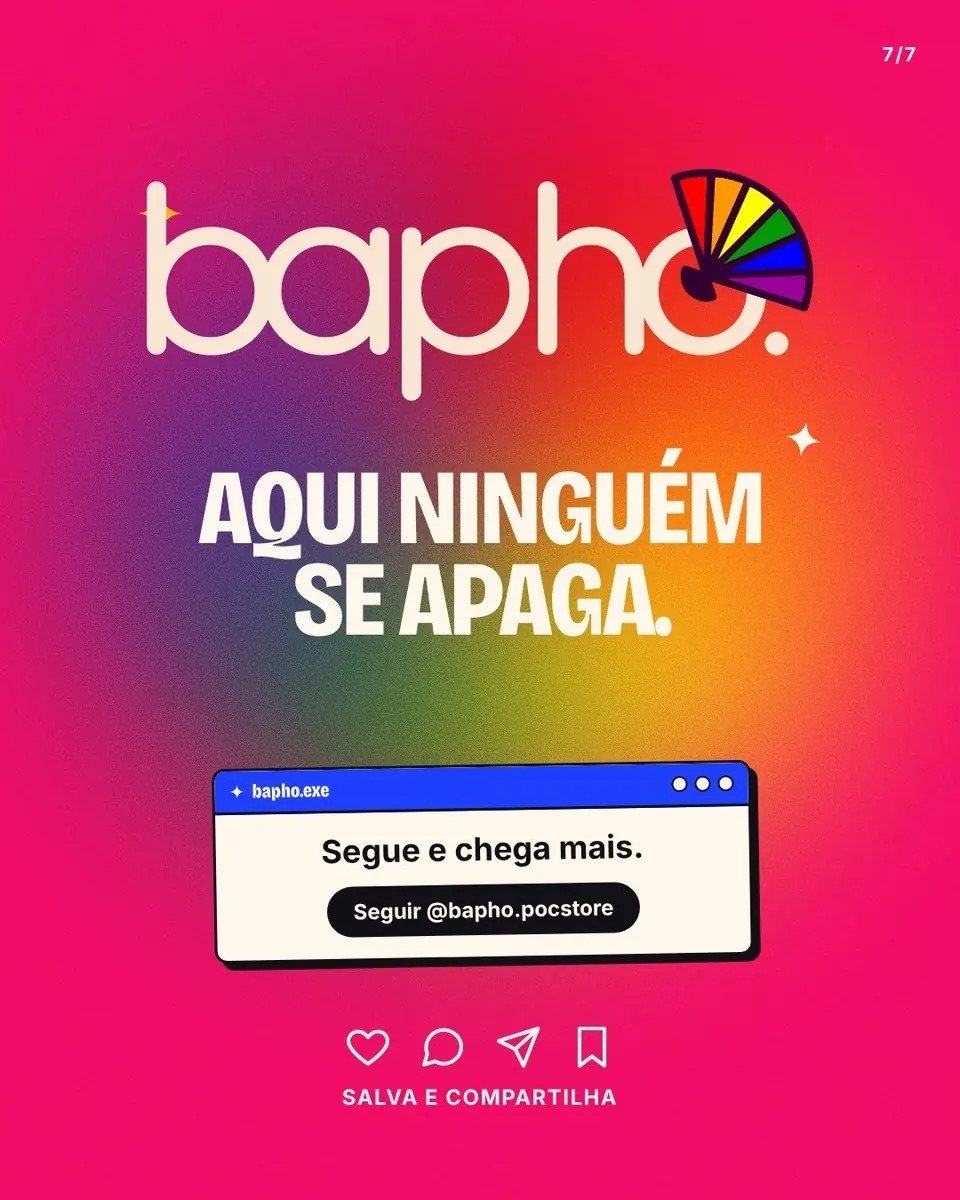 7/7
bapho.
AQUI NINGUÉM
SE APAGA.
bapho.exe
Segue e chega mais.
Seguir @bapho.pocstore
SALVA E COMPARTILHA